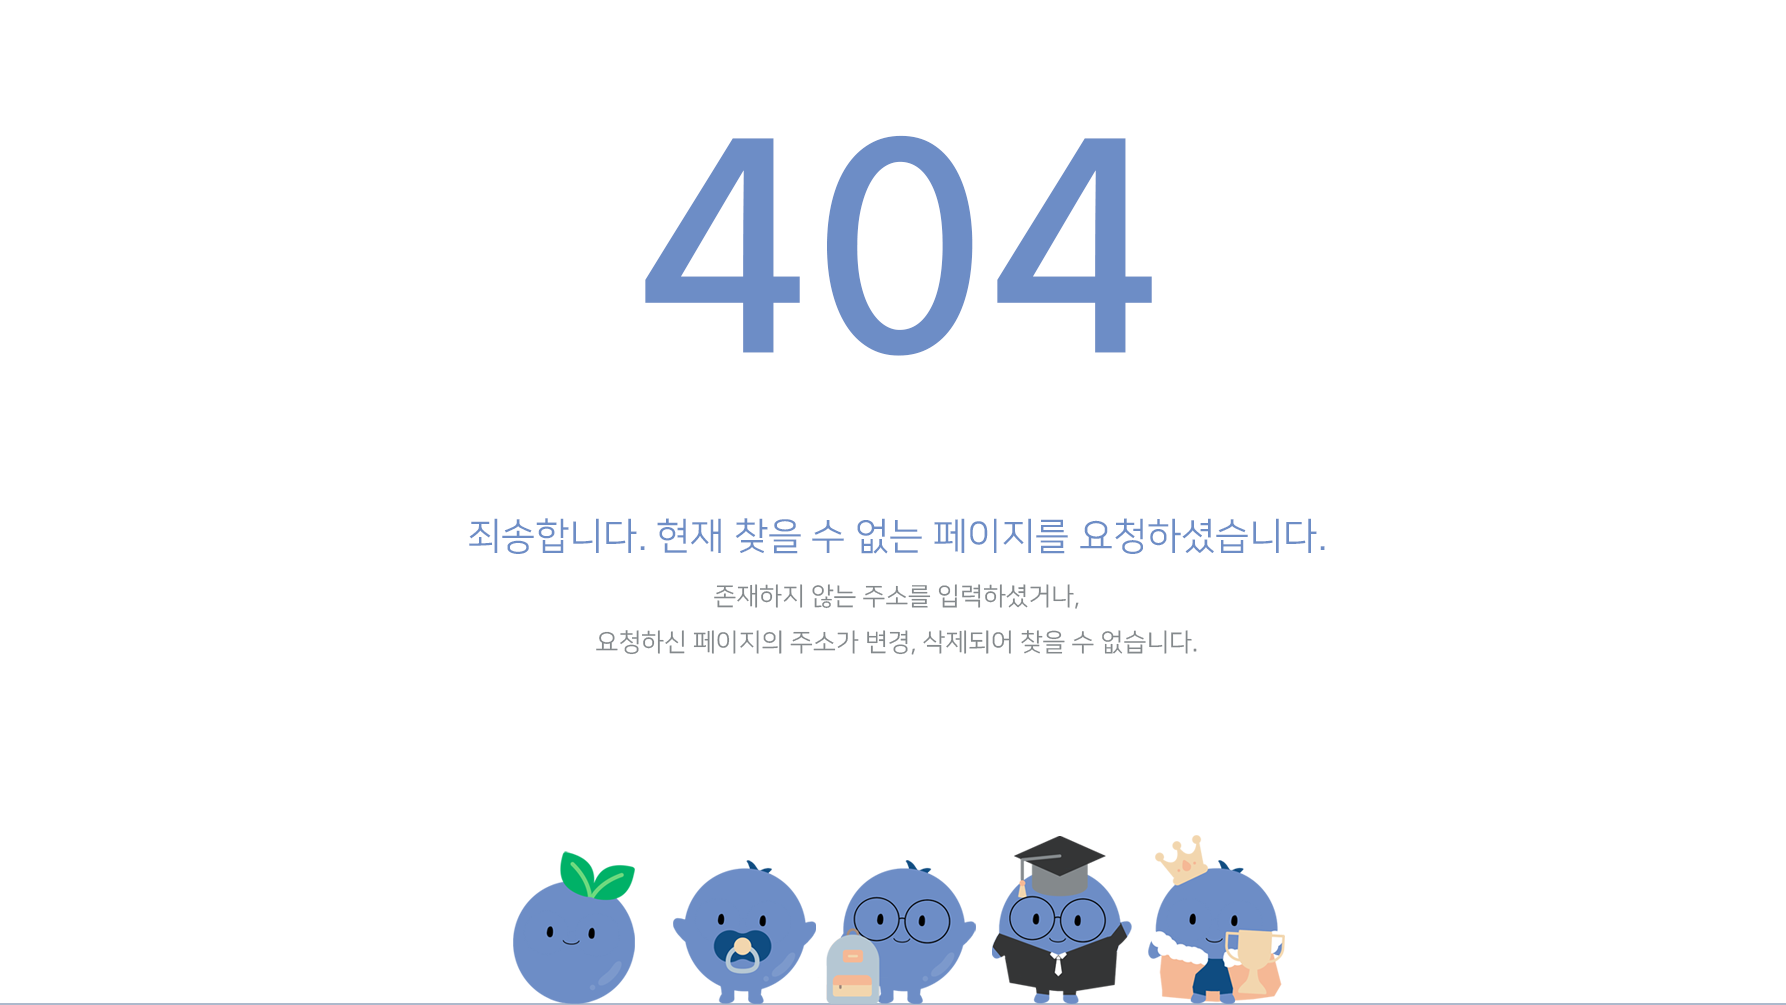 404
죄송합니다. 현재 찾을 수 없는 페이지를 요청하셨습니다.
존재하지 않는 주소를 입력하셨거나,
요청하신 페이지의 주소가 변경, 삭제되어 찾을 수 없습니다.